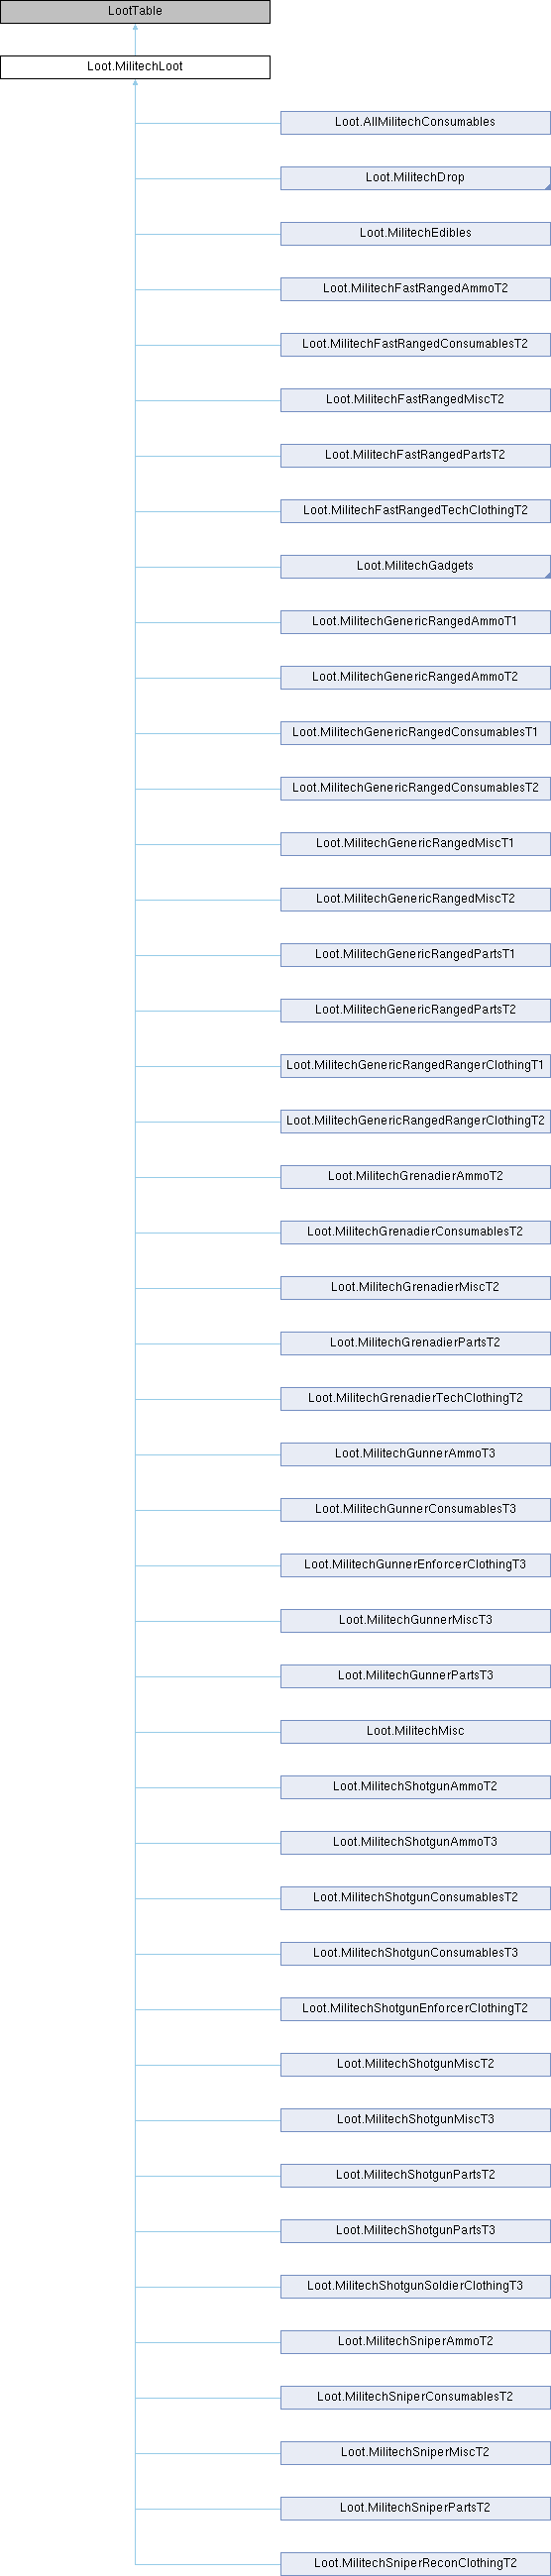 LootTable
Loot.MilitechLoot
Loot.AllMilitechConsumables
Loot.MilitechDrop
Loot.MilitechEdibles
Loot.MilitechFastRangedAmmoT2
Loot.MilitechFastRangedConsumablesT2
Loot.MilitechFastRangedMiscT2
Loot.MilitechFastRangedPartsT2
Loot.MilitechFastRangedTechClothingT2
Loot.MilitechGadgets
Loot.MilitechGenericRangedAmmoT1
Loot.MilitechGenericRangedAmmoT2
Loot.MilitechGenericRangedConsumablesT1
Loot.MilitechGenericRangedConsumablesT2
Loot.MilitechGenericRangedMiscT1
Loot.MilitechGenericRangedMiscT2
Loot.MilitechGenericRangedPartsT1
Loot.MilitechGenericRangedPartsT2
Loot.MilitechGenericRangedRangerClothingT1
Loot.MilitechGenericRangedRangerClothingT2
Loot.MilitechGrenadierAmmoT2
Loot.MilitechGrenadierConsumablesT2
Loot.MilitechGrenadierMiscT2
Loot.MilitechGrenadierPartsT2
Loot.MilitechGrenadierTechClothingT2
Loot.MilitechGunnerAmmoT3
Loot.MilitechGunnerConsumablesT3
Loot.MilitechGunnerEnforcerClothingT3
Loot.MilitechGunnerMiscT3
Loot.MilitechGunnerPartsT3
Loot.MilitechMisc
Loot.MilitechShotgunAmmoT2
Loot.MilitechShotgunAmmoT3
Loot.MilitechShotgunConsumablesT2
Loot.MilitechShotgunConsumablesT3
Loot.MilitechShotgunEnforcerClothingT2
Loot.MilitechShotgunMiscT2
Loot.MilitechShotgunMiscT3
Loot.MilitechShotgunPartsT2
Loot.MilitechShotgunPartsT3
Loot.MilitechShotgunSoldierClothingT3
Loot.MilitechSniperAmmoT2
Loot.MilitechSniperConsumablesT2
Loot.MilitechSniperMiscT2
Loot.MilitechSniperPartsT2
Loot.MilitechSniperReconClothingT2